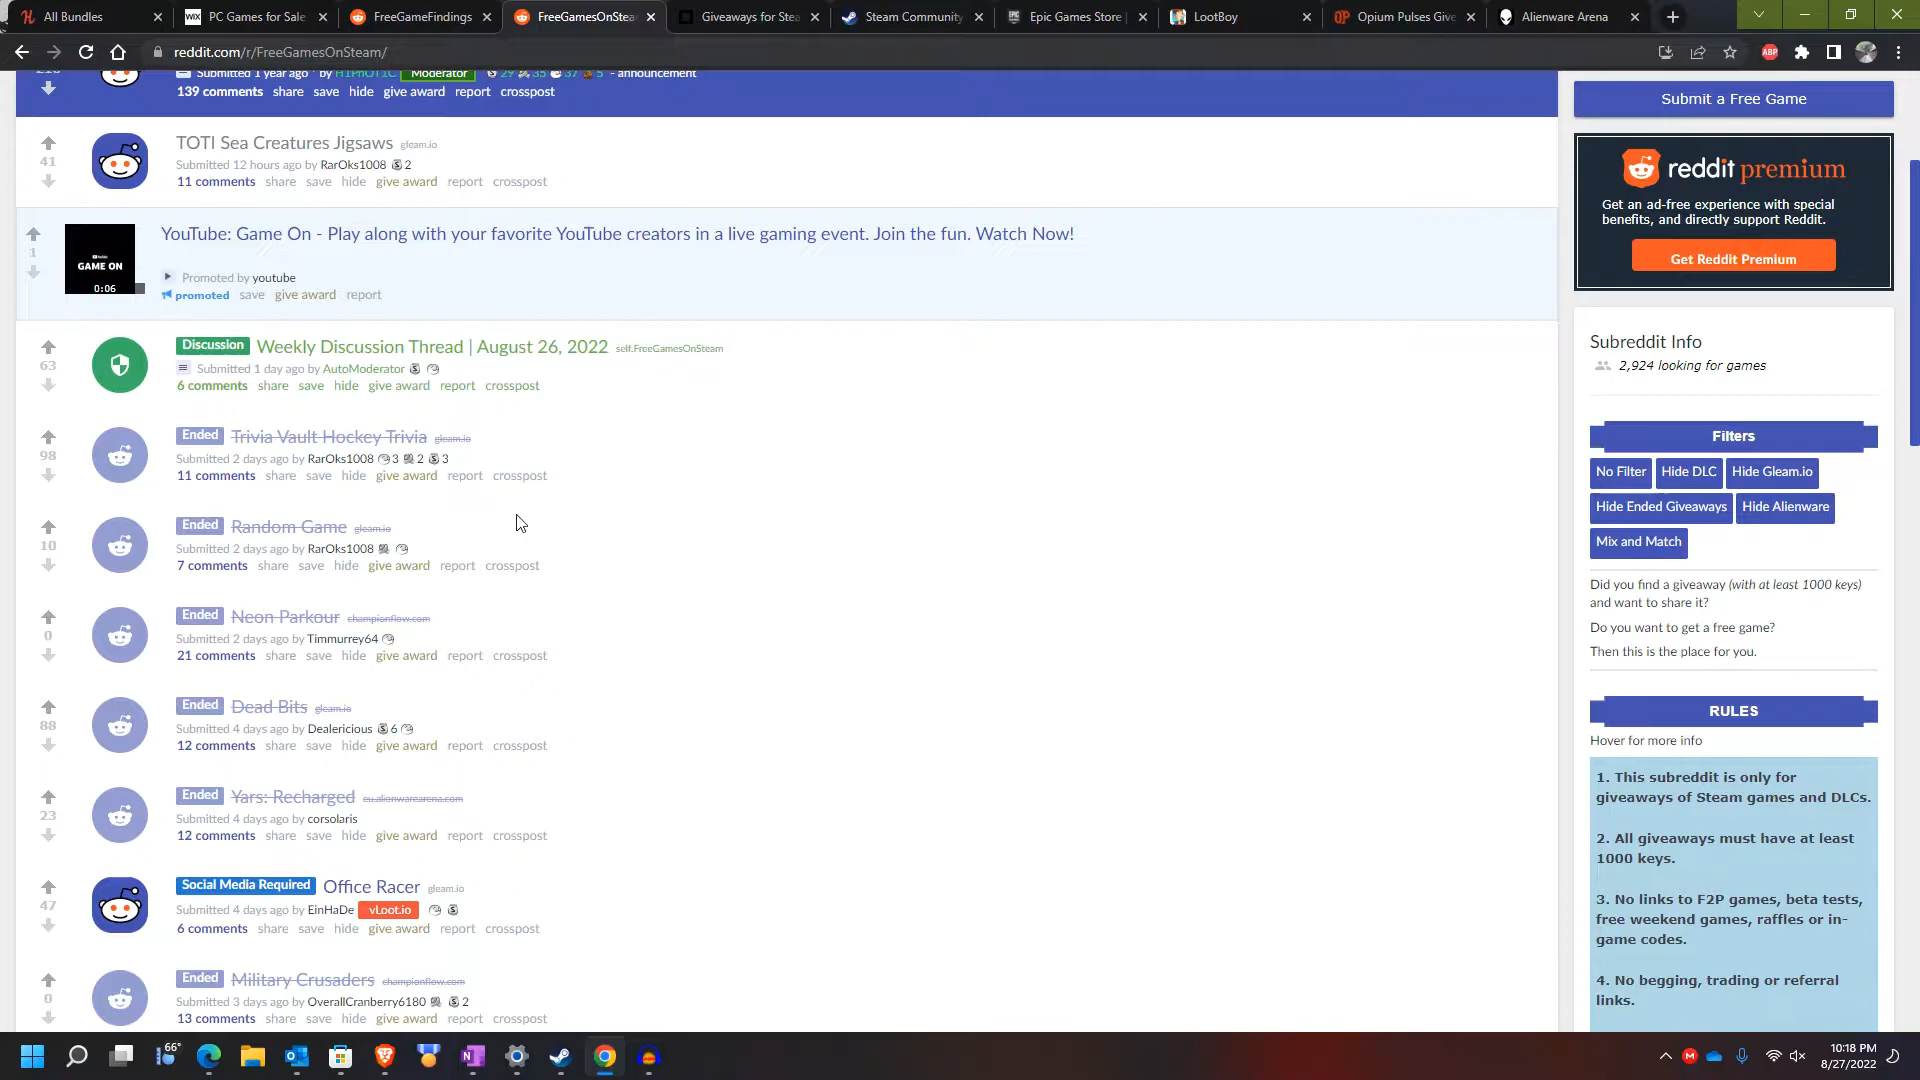 All Bundles
WIX PC Games for Sale
FreeGameFindings
FreeGamesOnStea
Giveaways for Stea
Steam Community
EPIC Epic Games Store |
LootBoy
OP Opium Pulses Give
Alienware Arena
reddit.com/r/FreeGamesOnSteam/
ABP
Submitted 1 year ago * by H1PHOT1C Moderator 29 35 37 5 - announcement
139 comments share save hide give award report crosspost
41
TOTI Sea Creatures Jigsaws gleam.io
Submitted 12 hours ago by RarOks1008 2
11 comments share save hide give award report crosspost
1
GAME ON
0:06
YouTube: Game On - Play along with your favorite YouTube creators in a live gaming event. Join the fun. Watch Now!
Promoted by youtube
promoted save give award report
63
Discussion Weekly Discussion Thread | August 26, 2022 self.FreeGamesOnSteam
Submitted 1 day ago by AutoModerator
6 comments share save hide give award report crosspost
98
Ended Trivia Vault Hockey Trivia gleam.io
Submitted 2 days ago by RarOks1008 3 2 3
11 comments share save hide give award report crosspost
10
Ended Random Game gleam.io
Submitted 2 days ago by RarOks1008
7 comments share save hide give award report crosspost
0
Ended Neon Parkour championflow.com
Submitted 2 days ago by Timmurrey64
21 comments share save hide give award report crosspost
88
Ended Dead Bits gleam.io
Submitted 4 days ago by Dealericious 6
12 comments share save hide give award report crosspost
23
Ended Yars: Recharged eu.alienwarearena.com
Submitted 4 days ago by corsolaris
12 comments share save hide give award report crosspost
47
Social Media Required Office Racer gleam.io
Submitted 4 days ago by EinHaDe vLoot.io
6 comments share save hide give award report crosspost
0
Ended Military Crusaders championflow.com
Submitted 3 days ago by OverallCranberry6180 2
13 comments share save hide give award report crosspost
Submit a Free Game
reddit premium
Get an ad-free experience with special
benefits, and directly support Reddit.
Get Reddit Premium
Subreddit Info
2,924 looking for games
Filters
No Filter Hide DLC Hide Gleam.io
Hide Ended Giveaways Hide Alienware
Mix and Match
Did you find a giveaway (with at least 1000 keys)
and want to share it?
Do you want to get a free game?
Then this is the place for you.
RULES
Hover for more info
1. This subreddit is only for
giveaways of Steam games and DLCs.
2. All giveaways must have at least
1000 keys.
3. No links to F2P games, beta tests,
free weekend games, raffles or in-
game codes.
4. No begging, trading or referral
links.
66°
10:18 PM
8/27/2022